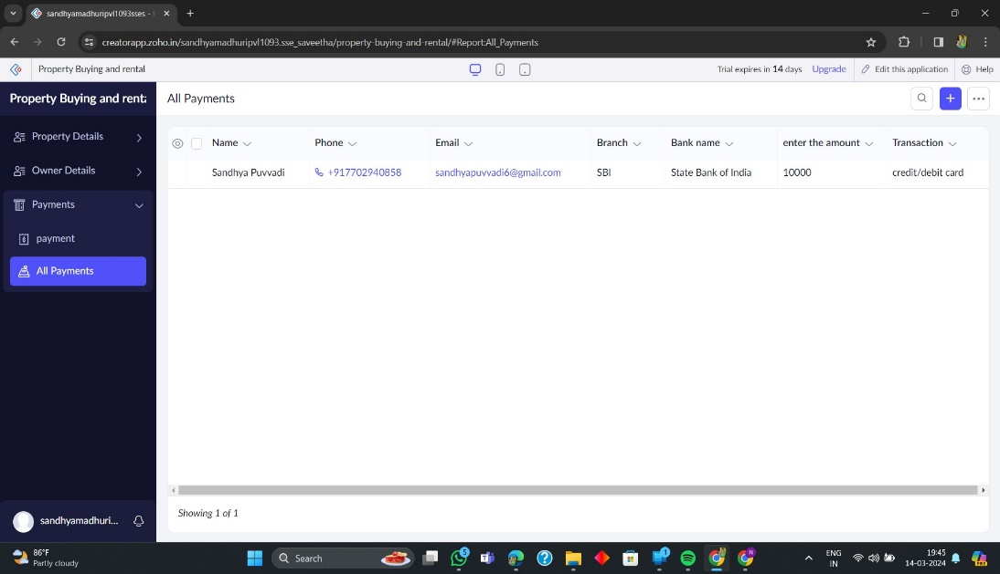 sandhyamadhuripvl1093sses -
creatorapp.zoho.in/sandhyamadhuripvl1093.sse_saveetha/property-buying-and-rental/#Report:All_Payments
Property Buying and rental
Trial expires in 14 days Upgrade Edit this application Help
Property Buying and renta
All Payments
Property Details
Owner Details
Payments
payment
All Payments
Name Phone Email Branch Bank name enter the amount Transaction
Sandhya Puvvadi +917702940858 sandhyapuvvadi6@gmail.com SBI State Bank of India 10000 credit/debit card
Showing 1 of 1
sandhyamadhuri...
86°F
Partly cloudy
Search
5
1
N
ENG
IN
19:45
14-03-2024